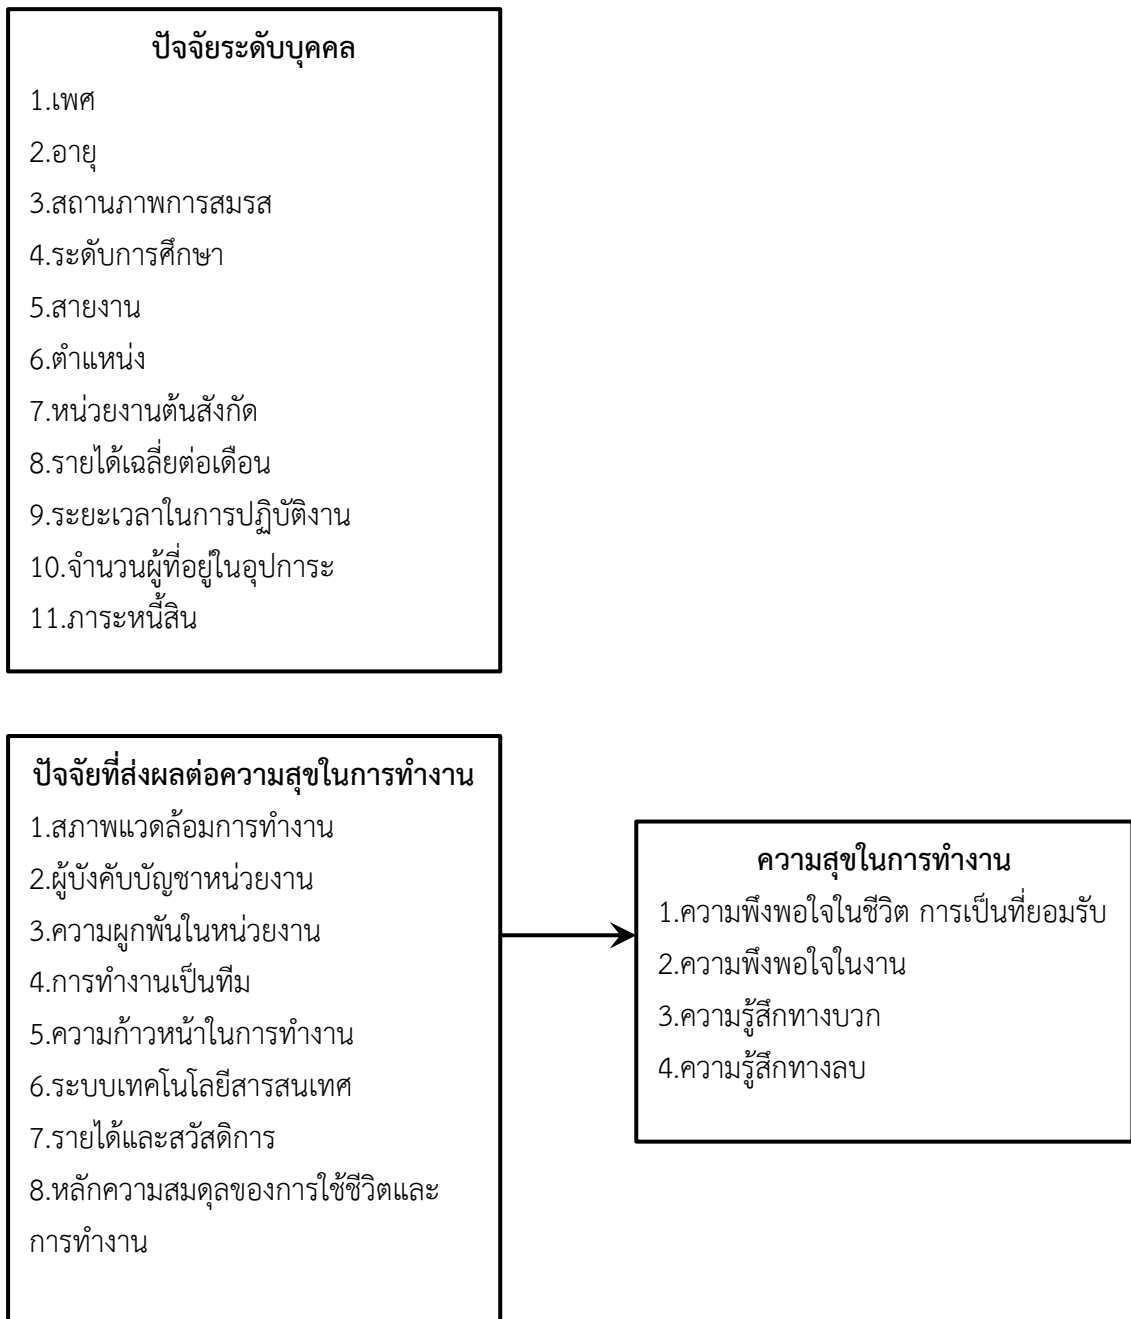 ปัจจัยระดับบุคคล
1.เพศ
2.อายุ
3.สถานภาพการสมรส
4.ระดับการศึกษา
5.สายงาน
6.ตำแหน่ง
7.หน่วยงานต้นสังกัด
8.รายได้เฉลี่ยต่อเดือน
9.ระยะเวลาในการปฏิบัติงาน
10.จำนวนผู้ที่อยู่ในอุปการะ
11.ภาระหนี้สิน
ปัจจัยที่ส่งผลต่อความสุขในการทำงาน
1.สภาพแวดล้อมการทำงาน
2.ผู้บังคับบัญชาหน่วยงาน
3.ความผูกพันในหน่วยงาน
4.การทำงานเป็นทีม
5.ความก้าวหน้าในการทำงาน
6.ระบบเทคโนโลยีสารสนเทศ
7.รายได้และสวัสดิการ
8.หลักความสมดุลของการใช้ชีวิตและ
การทำงาน
ความสุขในการทำงาน
1.ความพึงพอใจในชีวิต การเป็นที่ยอมรับ
2.ความพึงพอใจในงาน
3.ความรู้สึกทางบวก
4.ความรู้สึกทางลบ